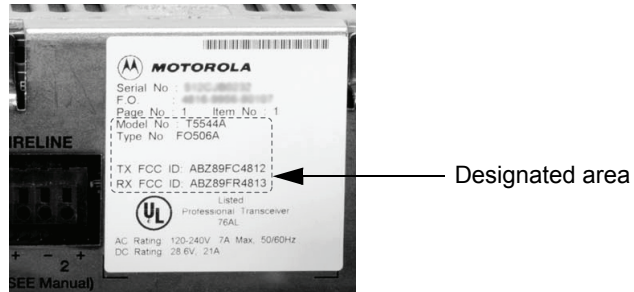 MOTOROLA
Serial No :
F.O. :
Page No : 1 Item No : 1
Model No : T5544A
Type No FO506A
TX FCC ID: ABZ89FC4812
RX FCC ID: ABZ89FR4813
Designated area
UL
Listed
Professional Transceiver
76AL
AC Rating: 120-240V 7A Max, 50/60Hz
DC Rating: 28.6V, 21A
IRELINE
+ - +
2
SEE Manual)